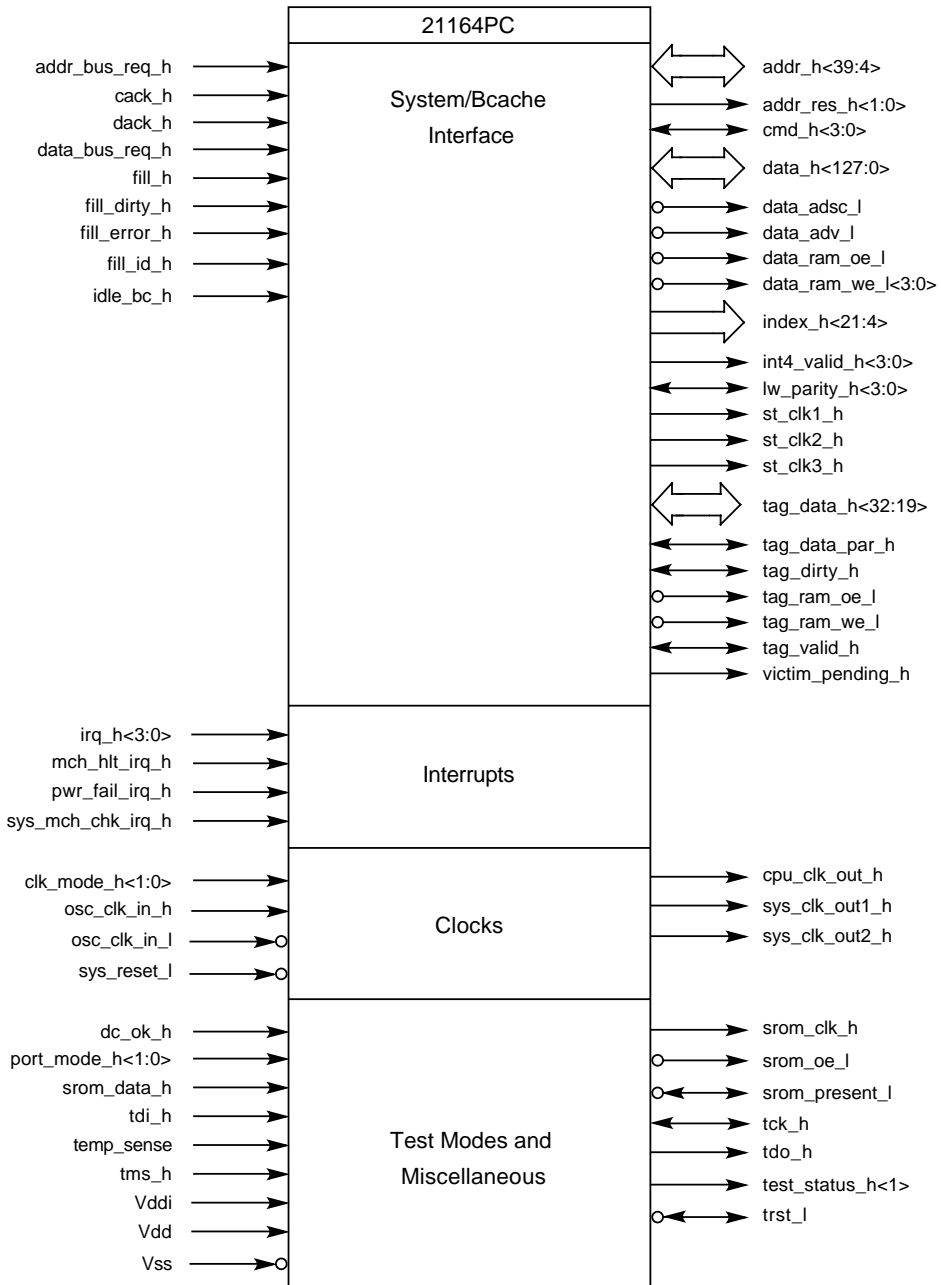 21164PC
addr_bus_req_h
cack_h
dack_h
data_bus_req_h
fill_h
fill_dirty_h
fill_error_h
fill_id_h
idle_bc_h
System/Bcache
Interface
addr_h<39:4>
addr_res_h<1:0>
cmd_h<3:0>
data_h<127:0>
data_adsc_l
data_adv_l
data_ram_oe_l
data_ram_we_l<3:0>
index_h<21:4>
int4_valid_h<3:0>
lw_parity_h<3:0>
st_clk1_h
st_clk2_h
st_clk3_h
tag_data_h<32:19>
tag_data_par_h
tag_dirty_h
tag_ram_oe_l
tag_ram_we_l
tag_valid_h
victim_pending_h
irq_h<3:0>
mch_hlt_irq_h
pwr_fail_irq_h
sys_mch_chk_irq_h
Interrupts
clk_mode_h<1:0>
osc_clk_in_h
osc_clk_in_l
sys_reset_l
Clocks
cpu_clk_out_h
sys_clk_out1_h
sys_clk_out2_h
dc_ok_h
port_mode_h<1:0>
srom_data_h
tdi_h
temp_sense
tms_h
Vddi
Vdd
Vss
Test Modes and
Miscellaneous
srom_clk_h
srom_oe_l
srom_present_l
tck_h
tdo_h
test_status_h<1>
trst_l